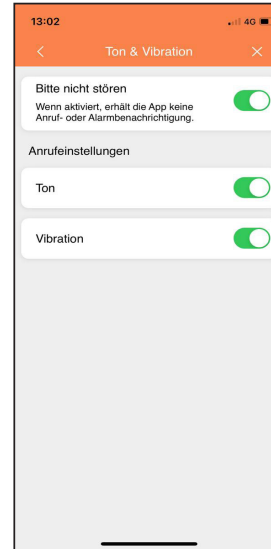 13:02
4G
Ton & Vibration
Bitte nicht stören
Wenn aktiviert, erhält die App keine
Anruf- oder Alarmbenachrichtigung.
Anrufeinstellungen
Ton
Vibration